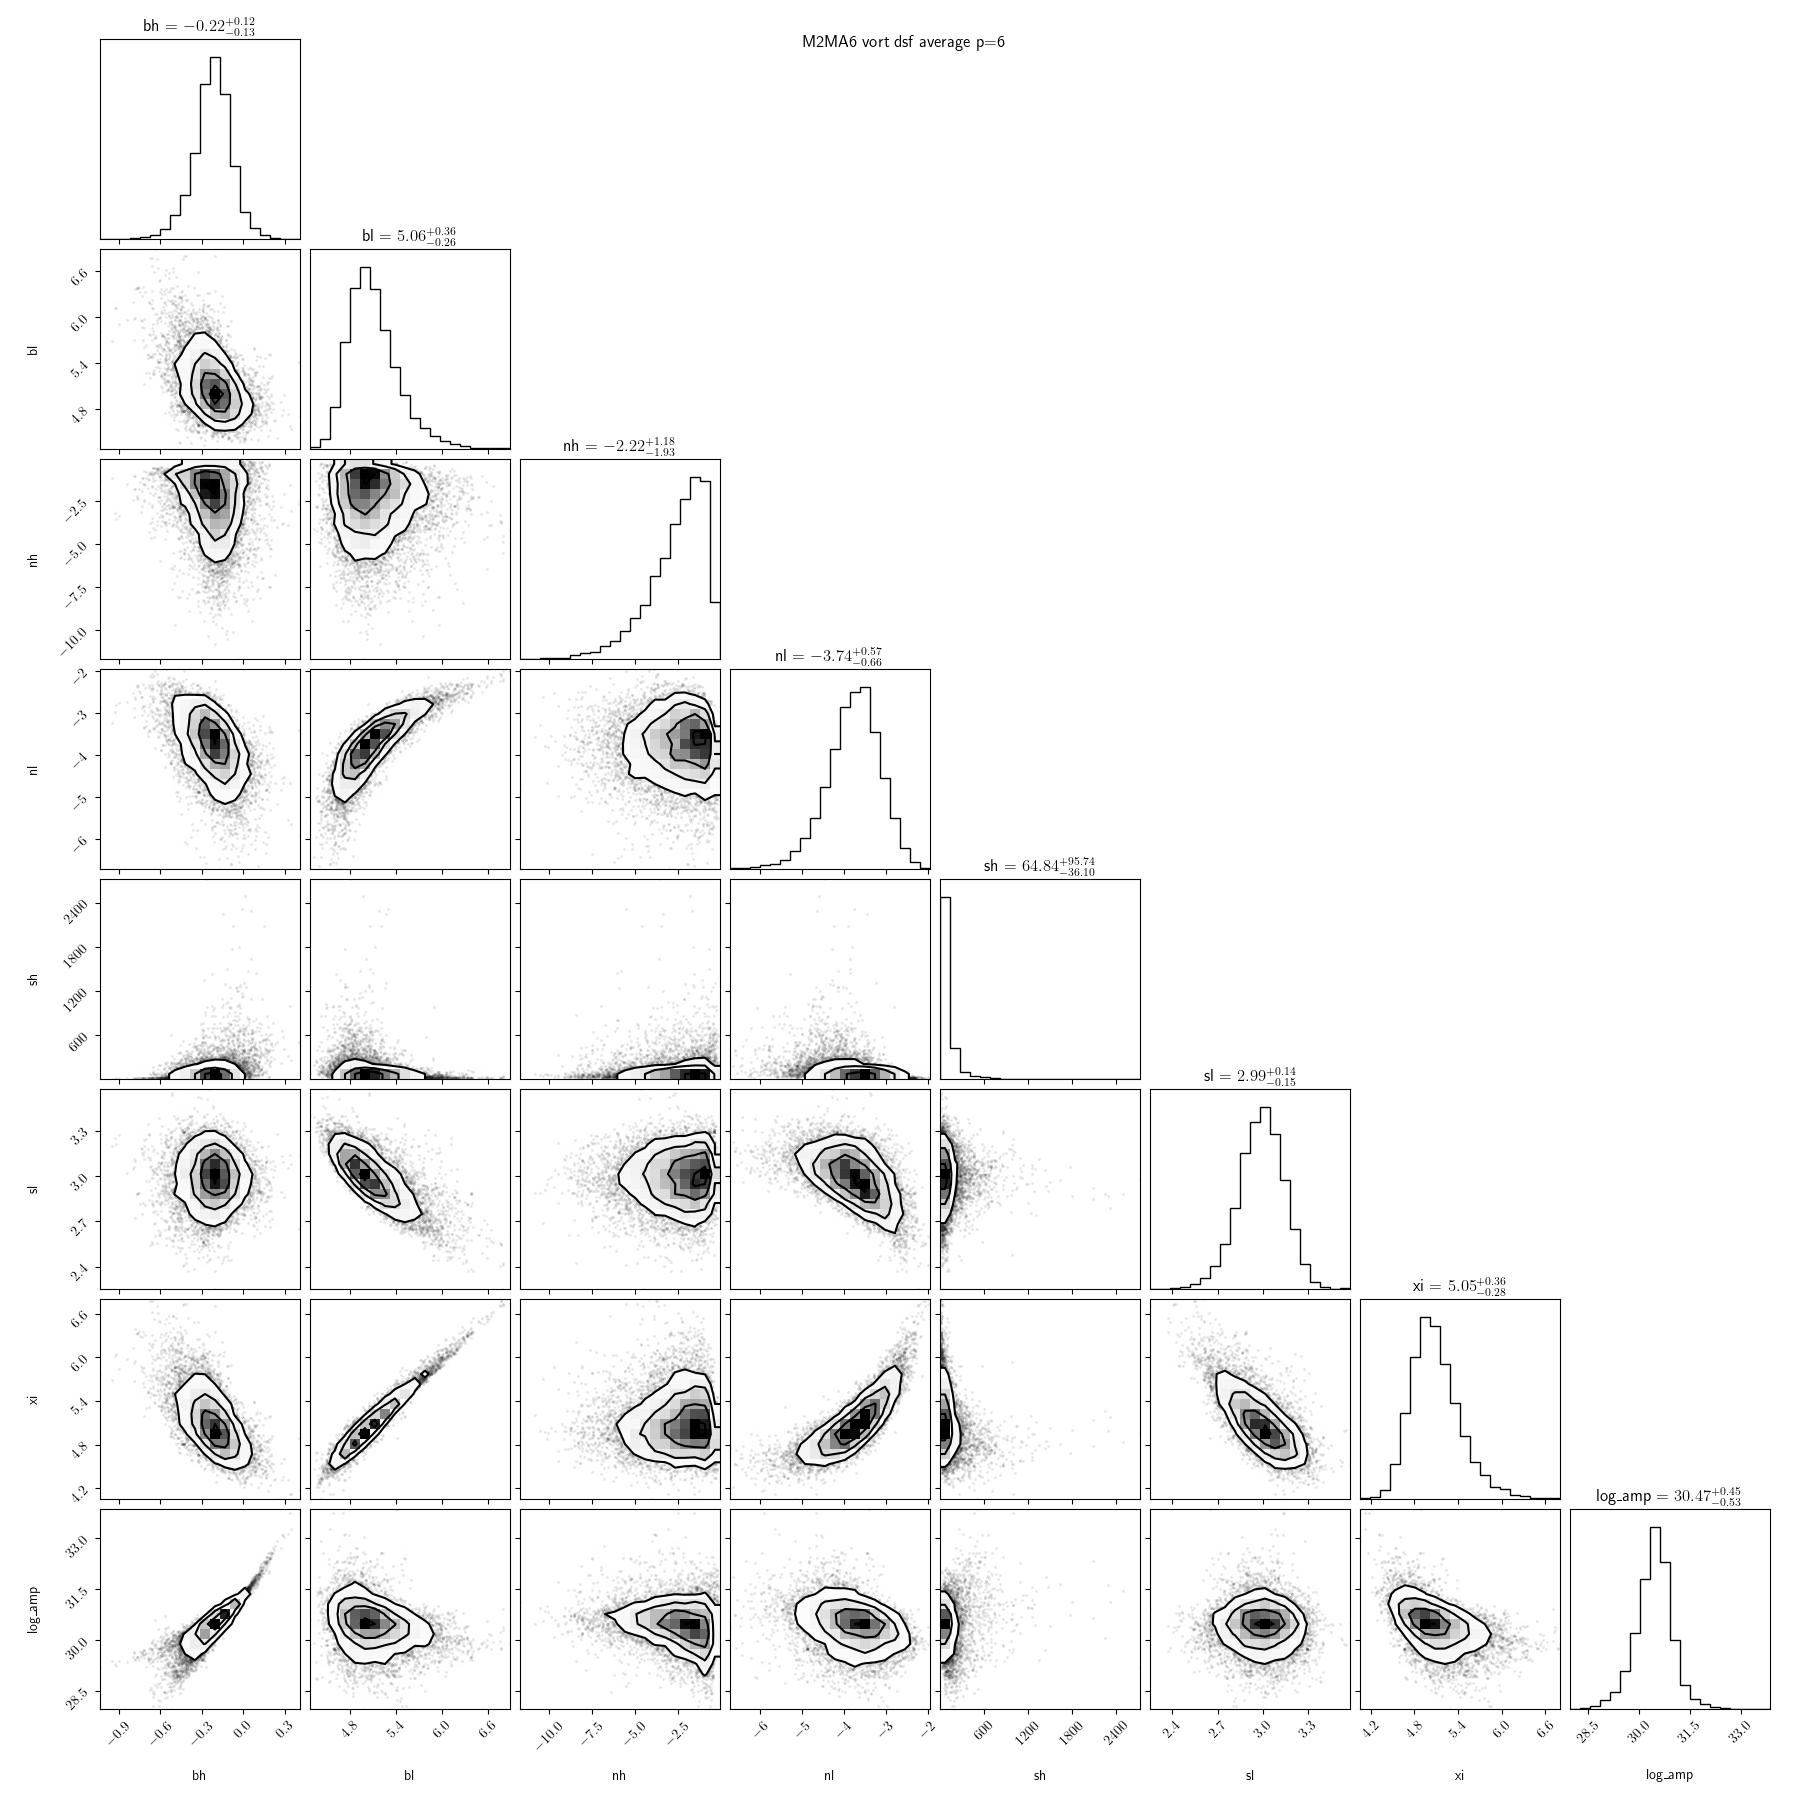 M2MA6 vort dsf average p=6
bh = −0.22 +0.12 −0.13
bl = 5.06 +0.36 −0.26
6.6
6.0
5.4
4.8
bl
nh = −2.22 +1.18 −1.93
−2.5
−5.0
−7.5
−10.0
nh
nl = −3.74 +0.57 −0.66
−2
−3
−4
−5
−6
nl
sh = 64.84 +95.74 −36.10
2400
1800
1200
600
sh
sl = 2.99 +0.14 −0.15
3.3
3.0
2.7
2.4
sl
xi = 5.05 +0.36 −0.28
6.6
6.0
5.4
4.8
4.2
xi
log_amp = 30.47 +0.45 −0.53
33.0
31.5
30.0
28.5
log_amp
−0.9 −0.6 −0.3 0.0 0.3 4.8 5.4 6.0 6.6 −10.0 −7.5 −5.0 −2.5 −6 −5 −4 −3 −2 600 1200 1800 2400 2.4 2.7 3.0 3.3 4.2 4.8 5.4 6.0 6.6 28.5 30.0 31.5 33.0
bh bl nh nl sh sl xi log_amp